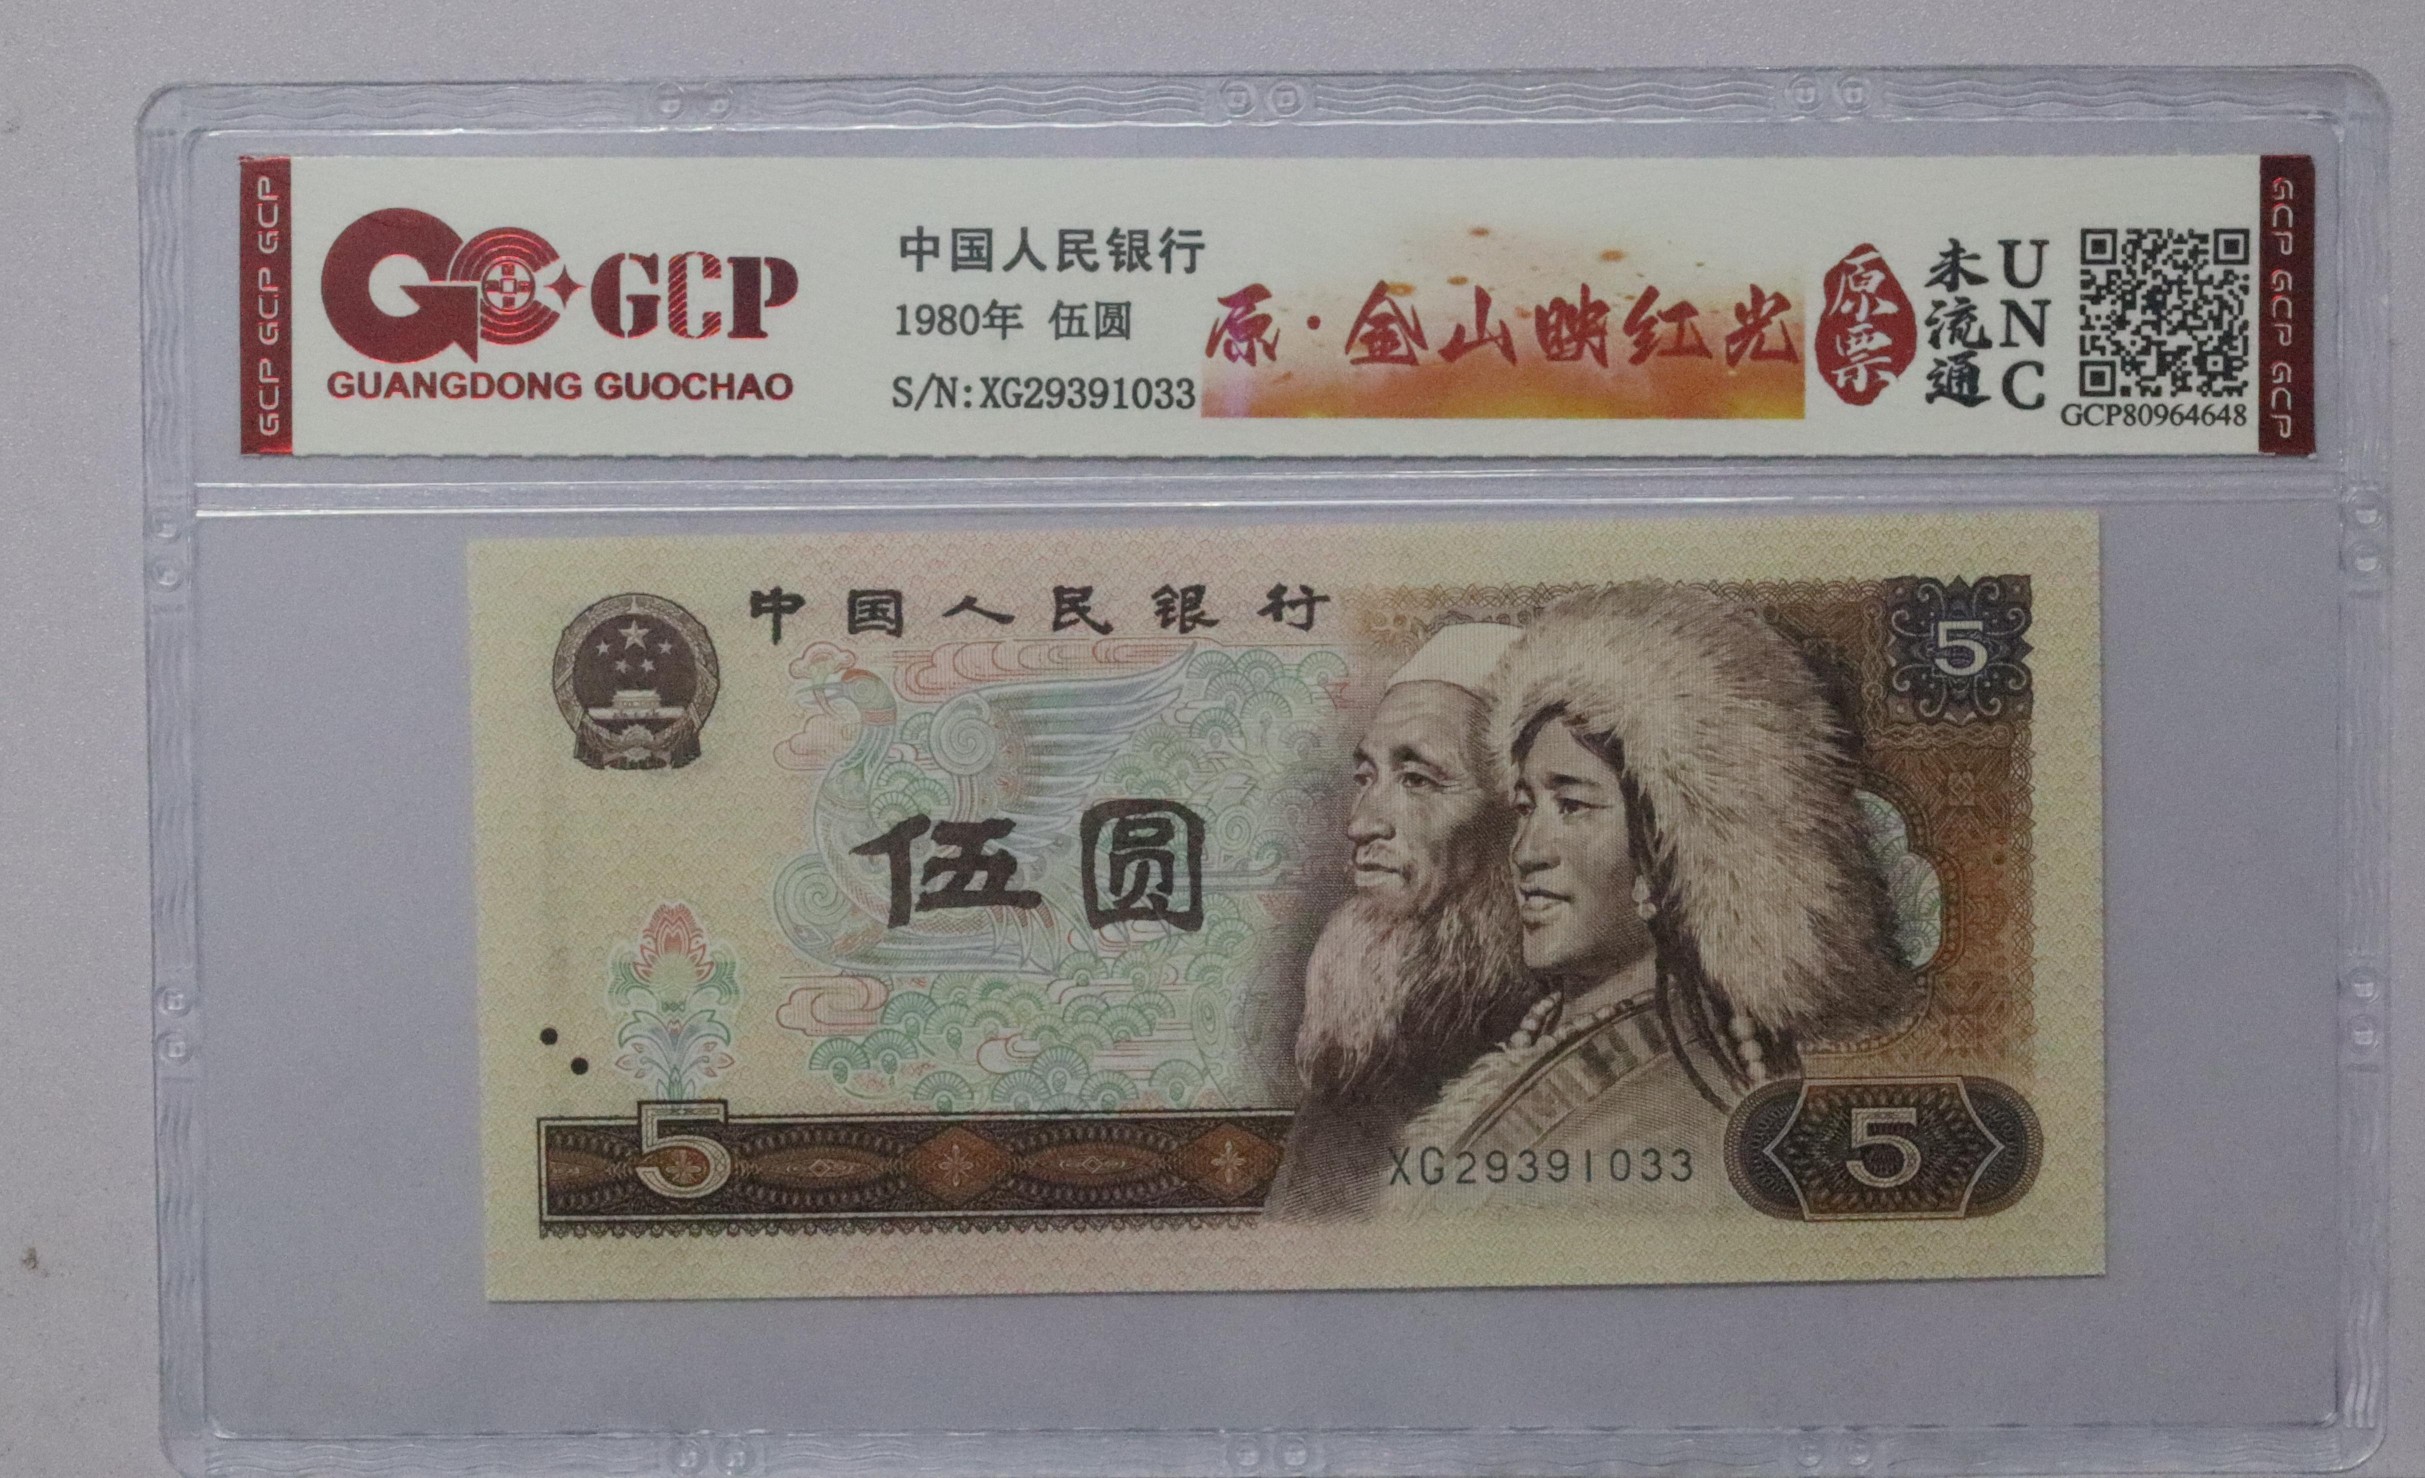 GCP GCP GCP
GCP
GUANGDONG GUOCHAO
中国人民银行
1980年 伍圆
S/N:XG29391033
原·金山映红光
原票
未流通
UNC
GCP80964648
GCP GCP GCP
中国人民银行
5
伍圆
5
XG29391033
5